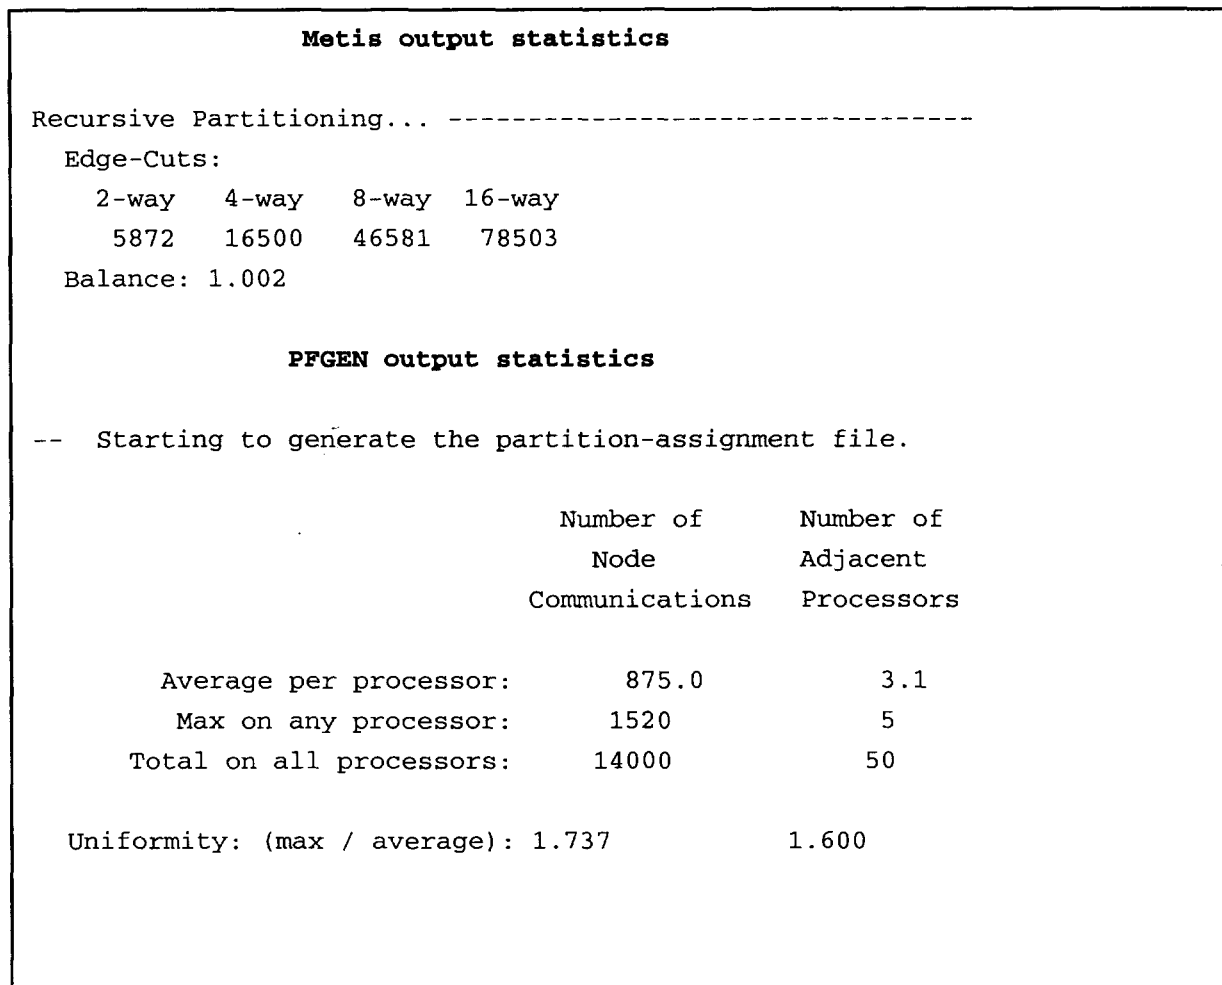 Metis output statistics
Recursive Partitioning... ---------------------------------
Edge-Cuts:
2-way 4-way 8-way 16-way
5872 16500 46581 78503
Balance: 1.002
PFGEN output statistics
-- Starting to generate the partition-assignment file.
Number of Number of
Node Adjacent
Communications Processors
Average per processor: 875.0 3.1
Max on any processor: 1520 5
Total on all processors: 14000 50
Uniformity: (max / average): 1.737 1.600